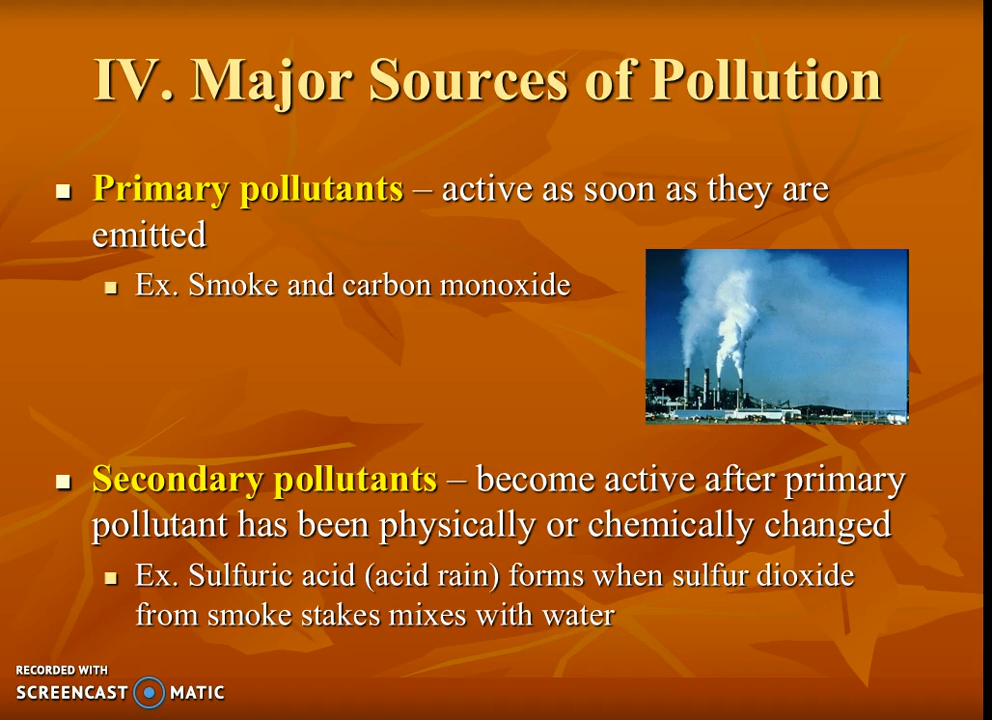 IV. Major Sources of Pollution
Primary pollutants – active as soon as they are
emitted
Ex. Smoke and carbon monoxide
Secondary pollutants – become active after primary
pollutant has been physically or chemically changed
Ex. Sulfuric acid (acid rain) forms when sulfur dioxide
from smoke stakes mixes with water
RECORDED WITH
SCREENCAST MATIC